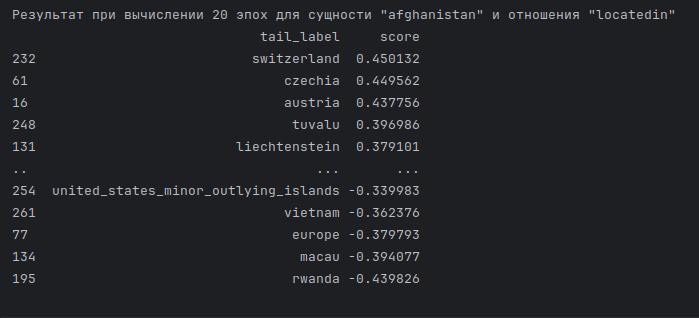 Результат при вычислении 20 эпох для сущности "afghanistan" и отношения "locatedin"
tail_label score
232 switzerland 0.450132
61 czechia 0.449562
16 austria 0.437756
248 tuvalu 0.396986
131 liechtenstein 0.379101
.. ... ...
254 united_states_minor_outlying_islands -0.339983
261 vietnam -0.362376
77 europe -0.379793
134 macau -0.394077
195 rwanda -0.439826